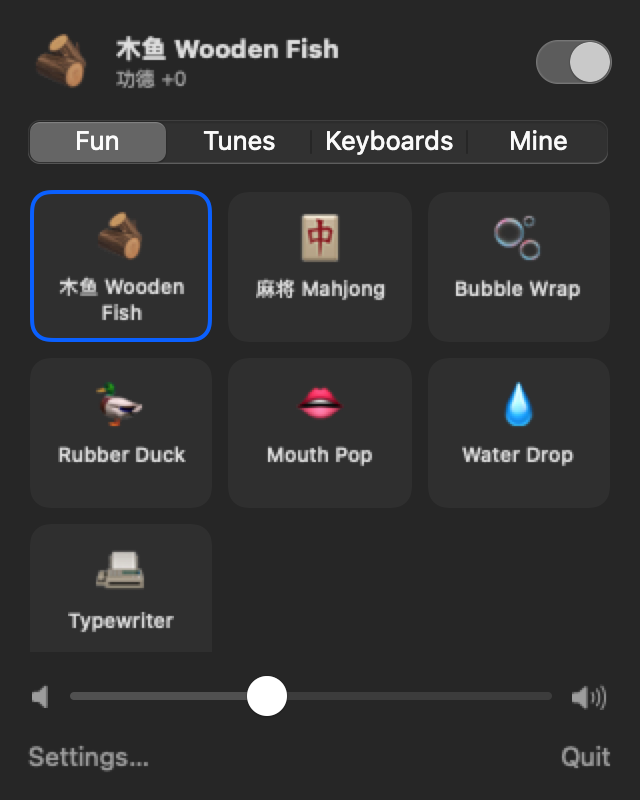 木鱼 Wooden Fish
功德 +0
Fun Tunes Keyboards Mine
木鱼 Wooden
Fish
中
麻将 Mahjong
Bubble Wrap
Rubber Duck
Mouth Pop
Water Drop
Typewriter
Settings...
Quit